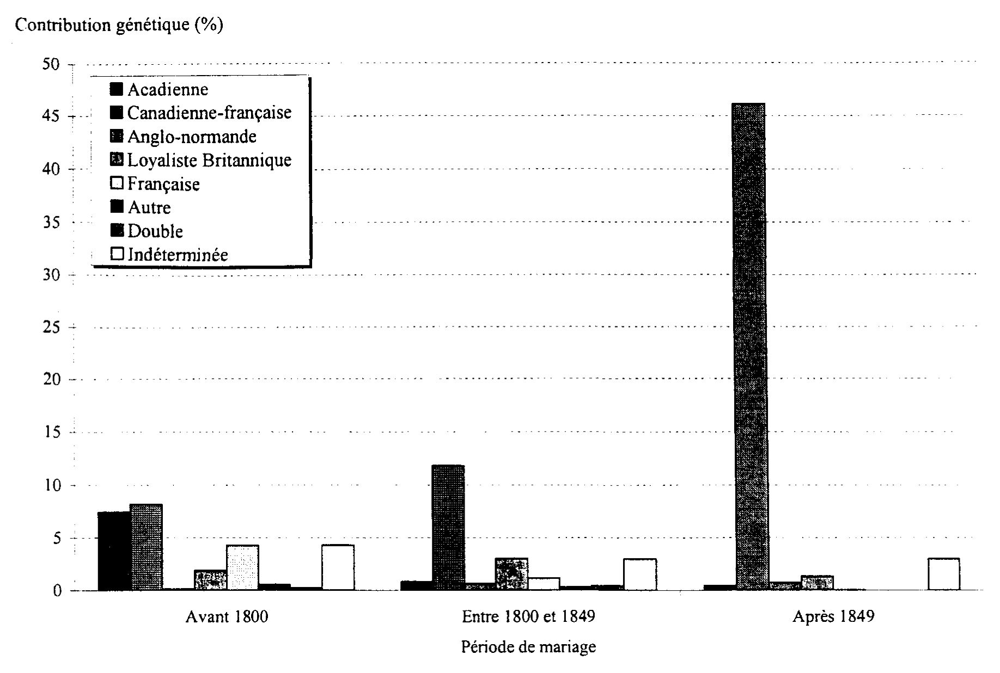 Contribution génétique (%)
50
45
40
35
30
25
20
15
10
5
0
Acadienne
Canadienne-française
Anglo-normande
Loyaliste Britannique
Française
Autre
Double
Indéterminée
Avant 1800
Entre 1800 et 1849
Après 1849
Période de mariage